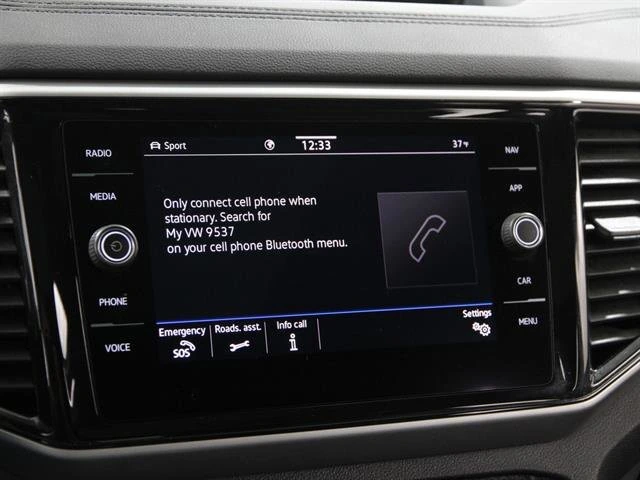 RADIO
MEDIA
PHONE
VOICE
Sport
12:33
37°F
Only connect cell phone when
stationary. Search for
My VW 9537
on your cell phone Bluetooth menu.
Emergency
SOS
Roads. asst.
Info call
Settings
NAV
APP
CAR
MENU